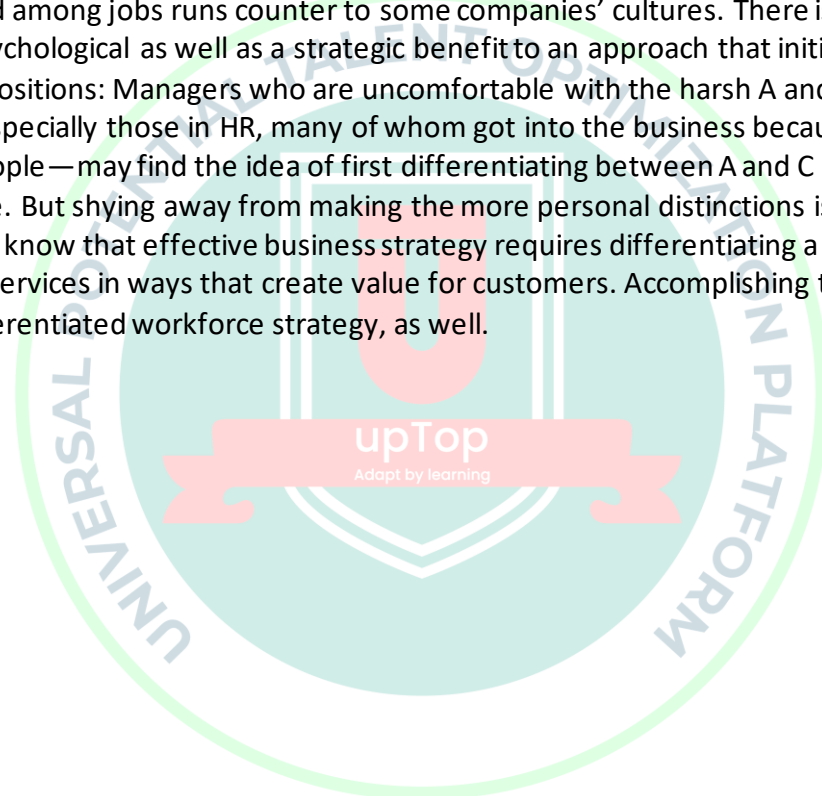 d among jobs runs counter to some companies’ cultures. There is
ychological as well as a strategic benefit to an approach that initi
ositions: Managers who are uncomfortable with the harsh A and
specially those in HR, many of whom got into the business becau
ople—may find the idea of first differentiating between A and C
e. But shying away from making the more personal distinctions is
know that effective business strategy requires differentiating a
ervices in ways that create value for customers. Accomplishing t
erentiated workforce strategy, as well.
UNIVERSAL POTENTIAL TALENT OPTIMIZATION PLATFORM
U
upTop
Adapt by learning